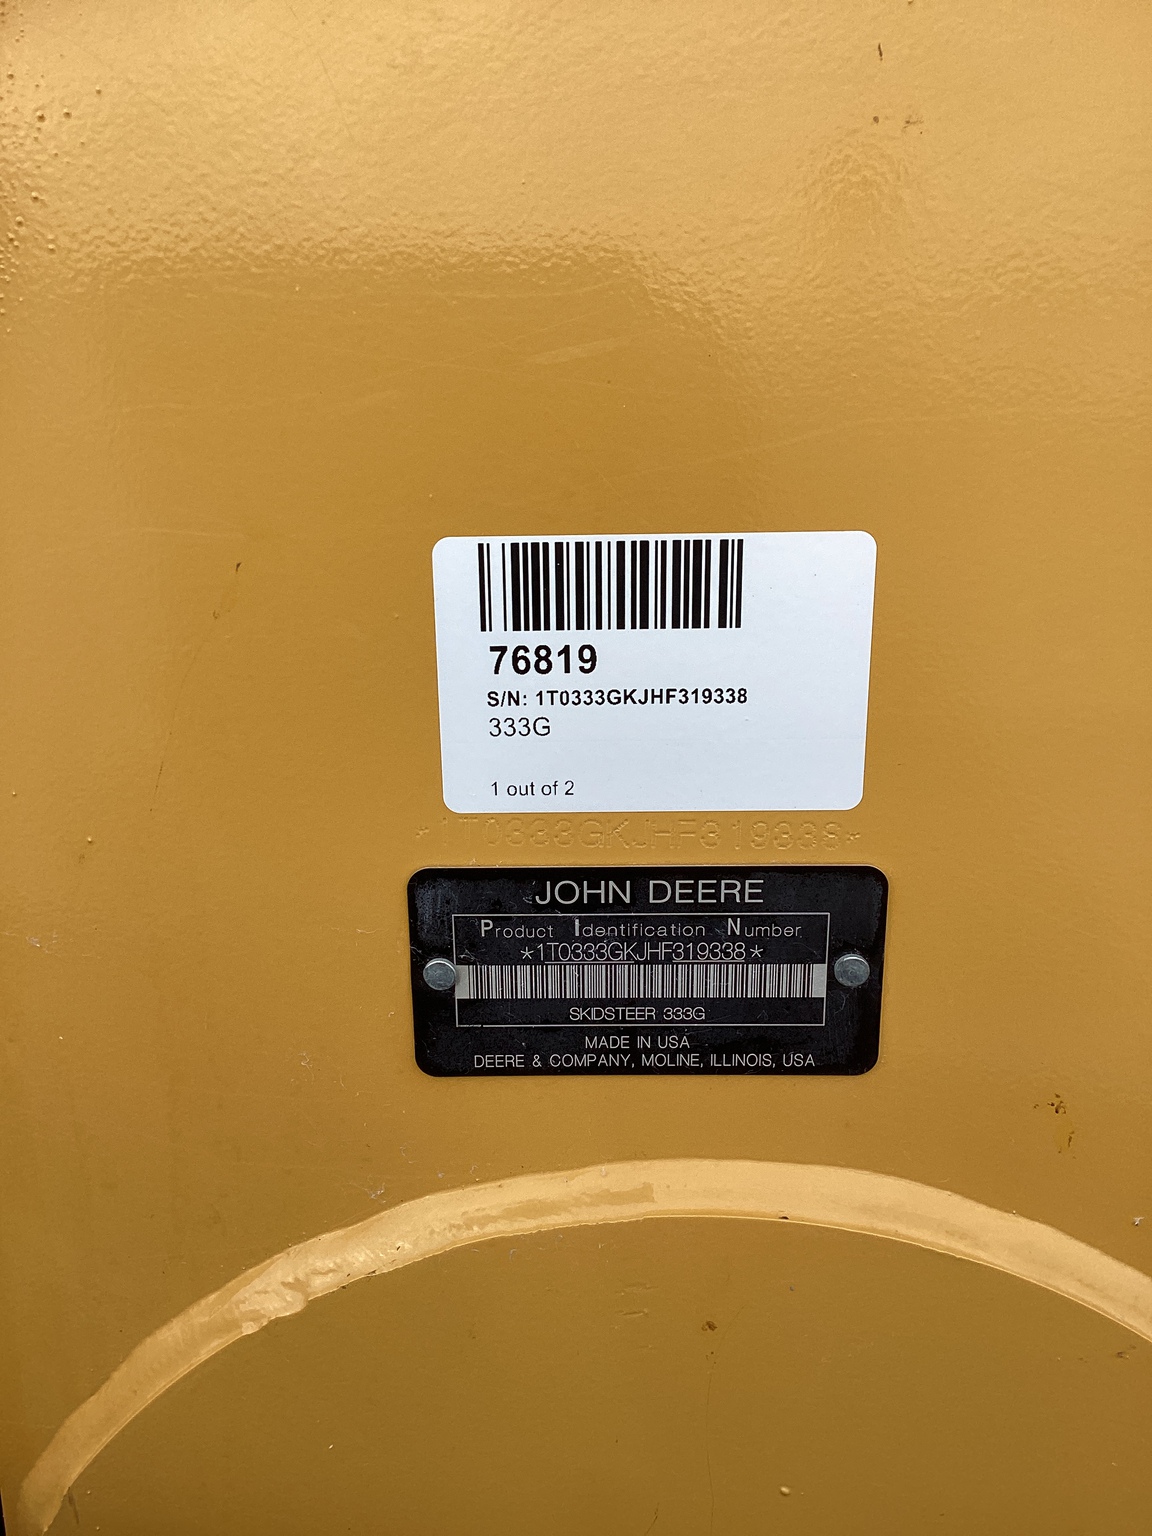 76819
S/N: 1T0333GKJHF319338
333G
1 out of 2
*1T0333GKJHF319338*
JOHN DEERE
Product Identification Number
*1T0333GKJHF319338*
SKIDSTEER 333G
MADE IN USA
DEERE & COMPANY, MOLINE, ILLINOIS, USA